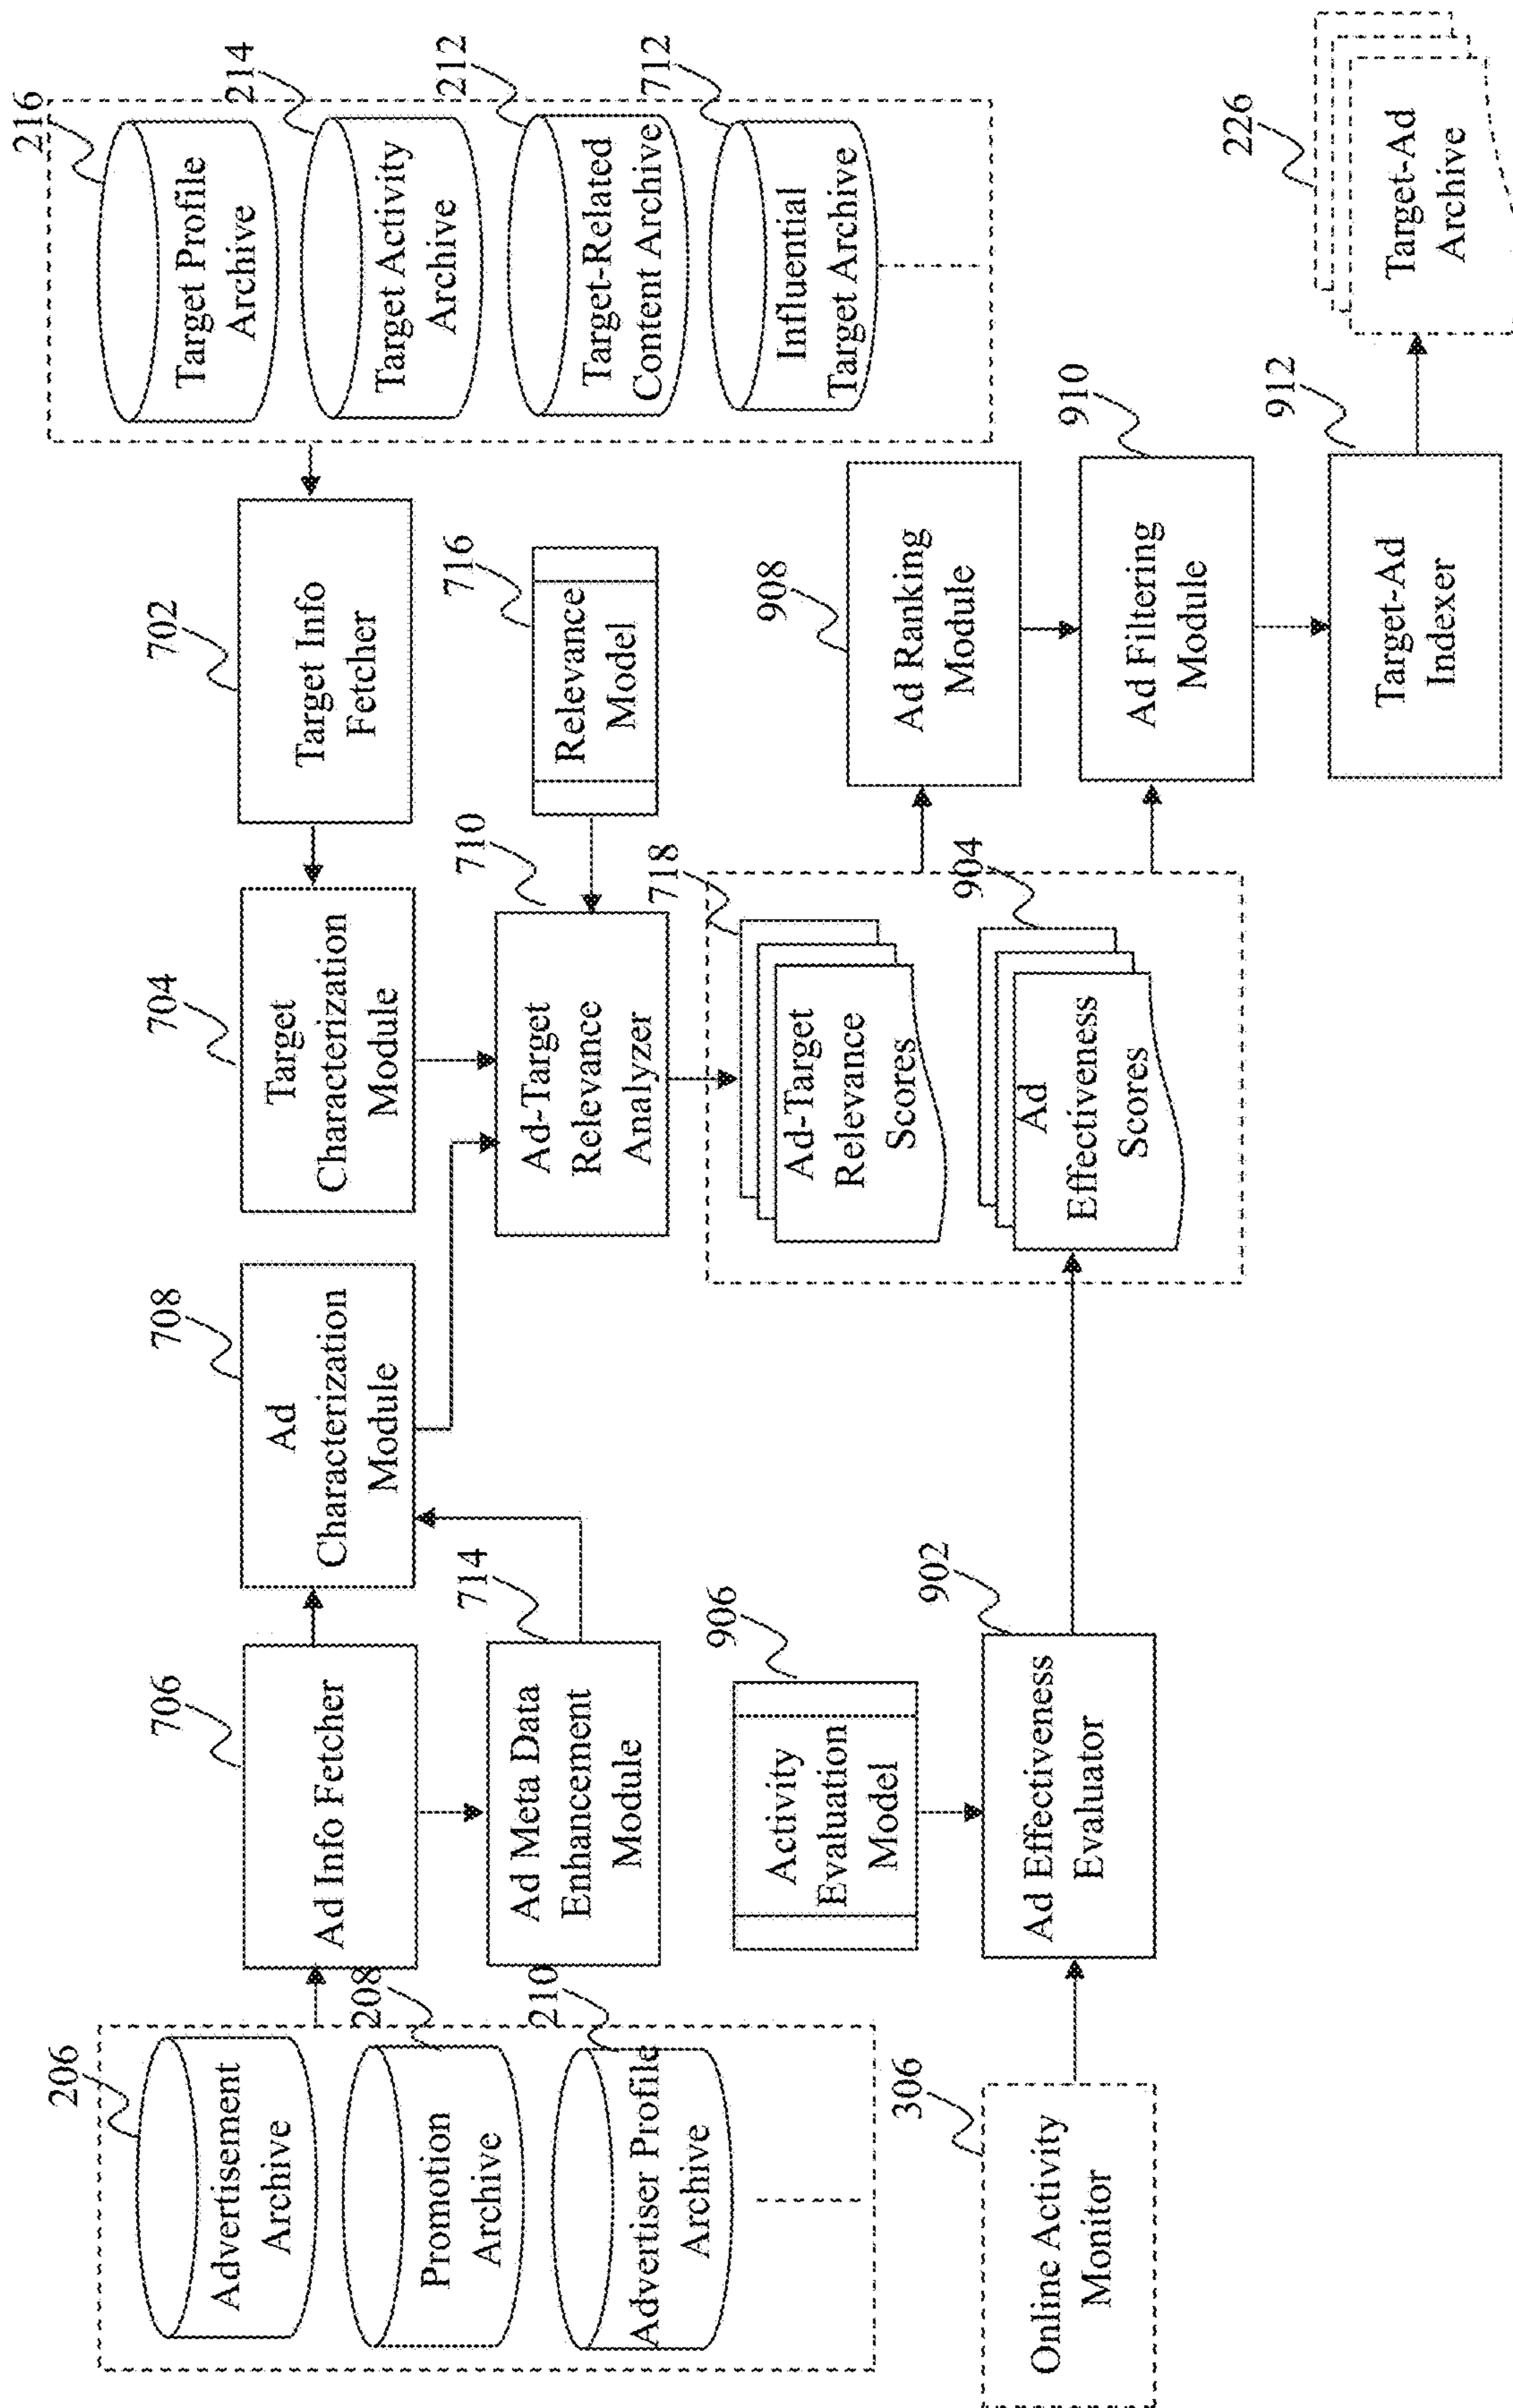 206
Advertisement
Archive
208
Promotion
Archive
210
Advertiser Profile
Archive
706
Ad Info Fetcher
714
Ad Meta Data
Enhancement
Module
708
Ad
Characterization
Module
704
Target
Characterization
Module
702
Target Info
Fetcher
216
Target Profile
Archive
214
Target Activity
Archive
212
Target-Related
Content Archive
712
Influential
Target Archive
710
Ad-Target
Relevance
Analyzer
716
Relevance
Model
718
Ad-Target
Relevance
Scores
904
Ad
Effectiveness
Scores
906
Activity
Evaluation
Model
902
Ad Effectiveness
Evaluator
306
Online Activity
Monitor
908
Ad Ranking
Module
910
Ad Filtering
Module
912
Target-Ad
Indexer
226
Target-Ad
Archive